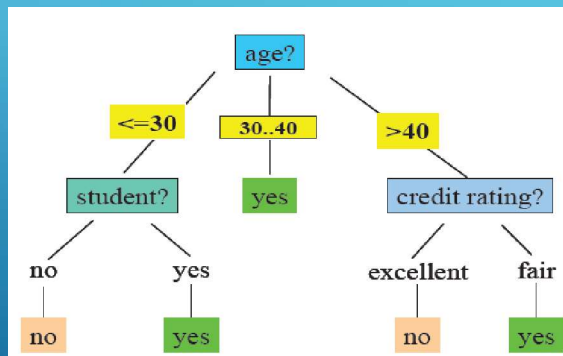 age?
<=30 30..40 >40
student? yes credit rating?
no yes excellent fair
no yes no yes